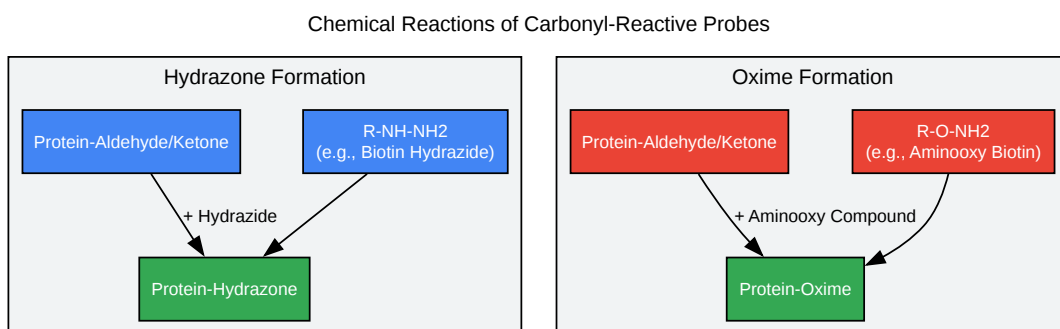 Chemical Reactions of Carbonyl-Reactive Probes
Hydrazone Formation
Protein-Aldehyde/Ketone
R-NH-NH2
(e.g., Biotin Hydrazide)
+ Hydrazide
Protein-Hydrazone
Oxime Formation
Protein-Aldehyde/Ketone
R-O-NH2
(e.g., Aminooxy Biotin)
+ Aminooxy Compound
Protein-Oxime